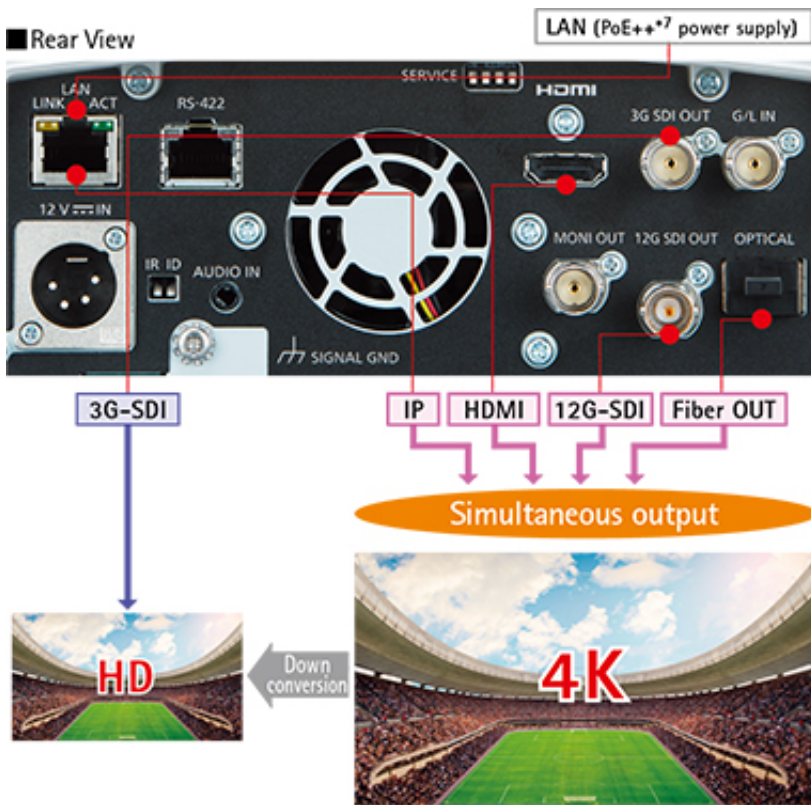 LAN (PoE++*7 power supply)
■Rear View
SERVICE
HDMI
LAN
LINK ACT
RS-422
3G SDI OUT
G/L IN
12 V IN
IR ID
AUDIO IN
MONI OUT
12G SDI OUT
OPTICAL
SIGNAL GND
3G-SDI
IP
HDMI
12G-SDI
Fiber OUT
Simultaneous output
HD
Down
conversion
4K